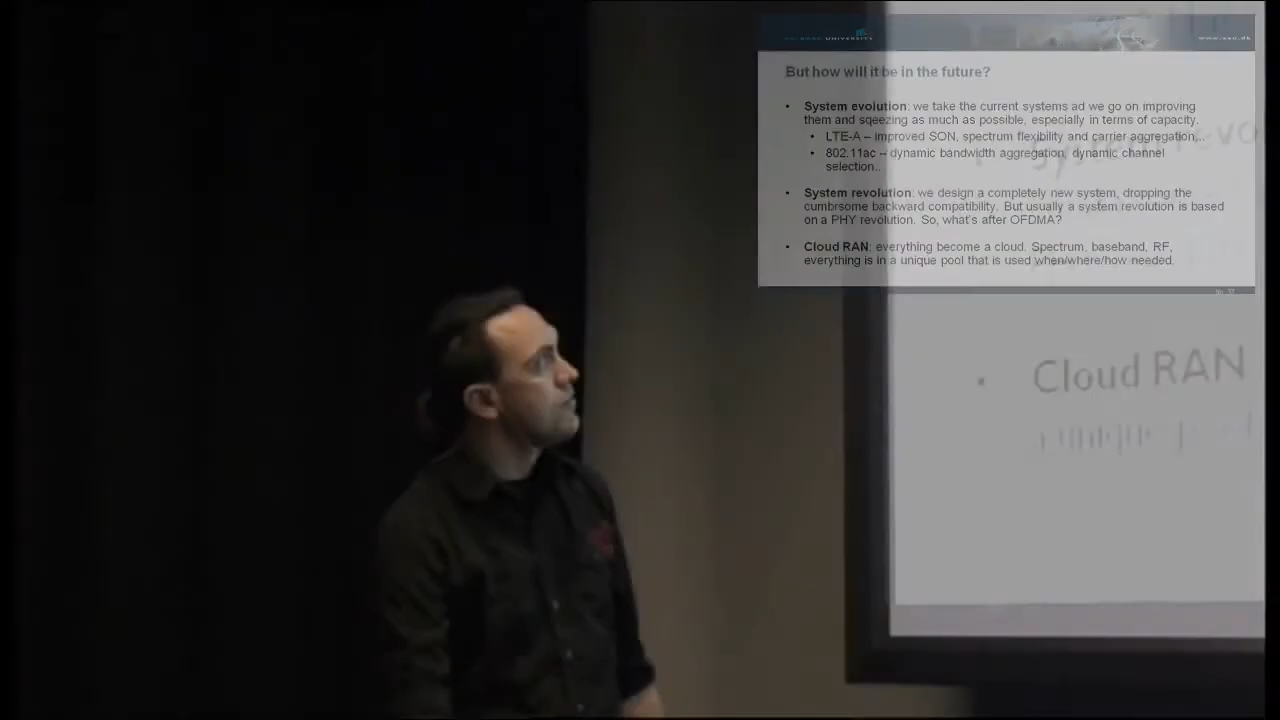 UNIVERSITY
But how will it be in the future?
• System evolution: we take the current systems ad we go on improving
them and sqeezing as much as possible, especially in terms of capacity.
• LTE-A – improved SON, spectrum flexibility and carrier aggregation,..
• 802.11ac – dynamic bandwidth aggregation, dynamic channel
selection..
• System revolution: we design a completely new system, dropping the
cumbrsome backward compatibility. But usually a system revolution is based
on a PHY revolution. So, what's after OFDMA?
• Cloud RAN: everything become a cloud. Spectrum, baseband, RF,
everything is in a unique pool that is used when/where/how needed.
System revo
• Cloud RAN